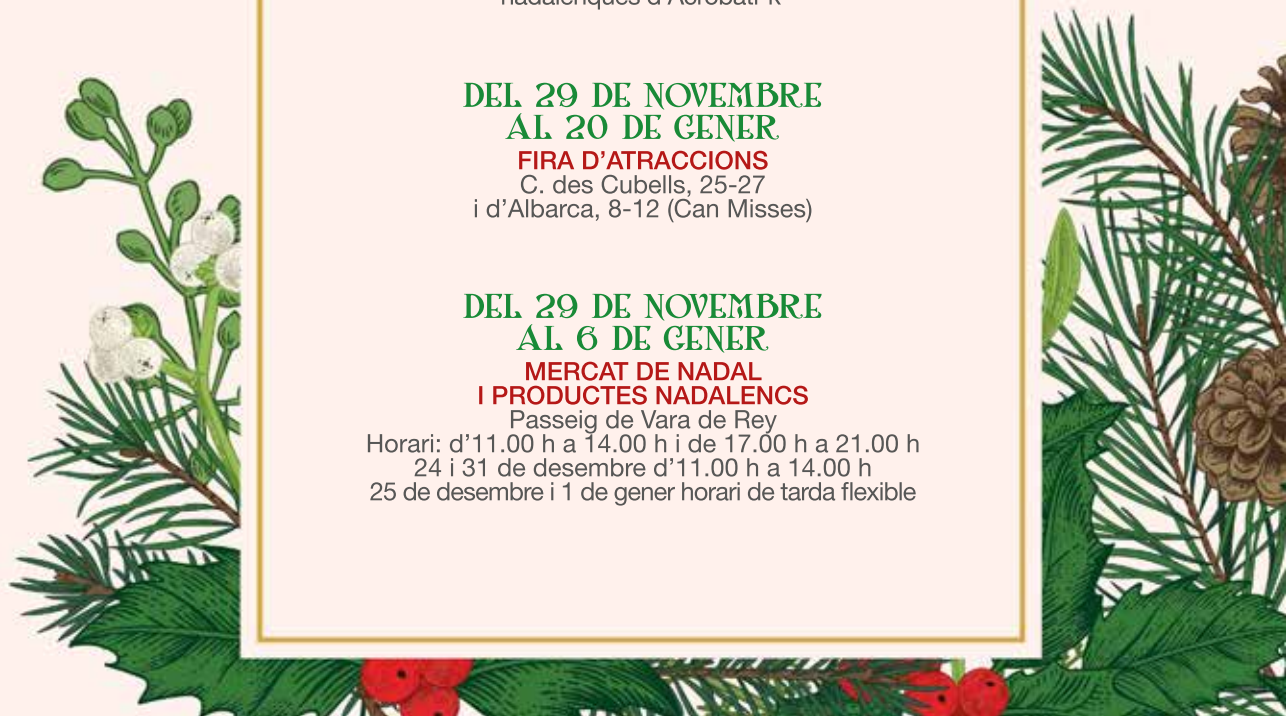 DEL 29 DE NOVEMBRE
AL 20 DE GENER
FIRA D'ATRACCIONS
C. des Cubells, 25-27
i d'Albarca, 8-12 (Can Misses)
DEL 29 DE NOVEMBRE
AL 6 DE GENER
MERCAT DE NADAL
I PRODUCTES NADALENCS
Passeig de Vara de Rey
Horari: d'11.00 h a 14.00 h i de 17.00 h a 21.00 h
24 i 31 de desembre d'11.00 h a 14.00 h
25 de desembre i 1 de gener horari de tarda flexible